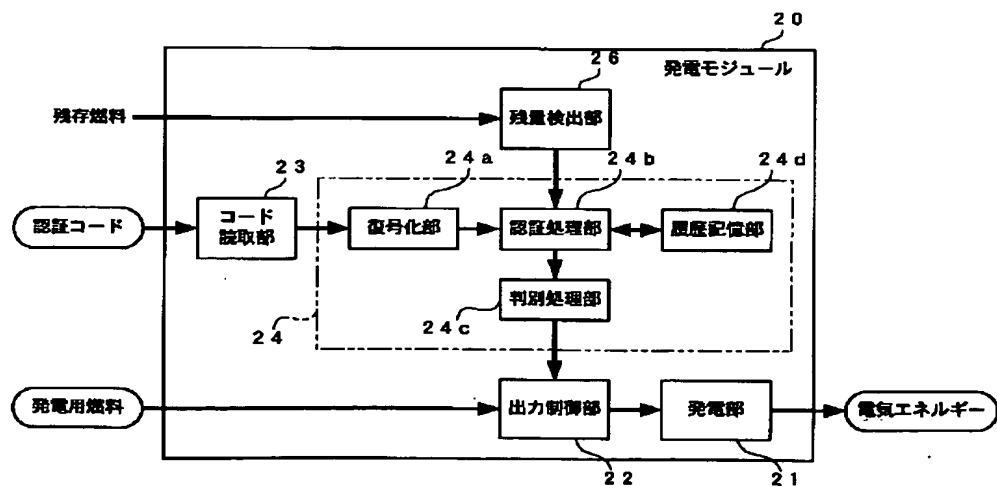 ２０
発電モジュール
２６
残存燃料
残量検出部
２４ａ
２４ｂ
２４ｄ
２３
認証コード
コード
読取部
復号化部
認証処理部
履歴記憶部
判別処理部
２４
２４ｃ
発電用燃料
出力制御部
発電部
電気エネルギー
２２
２１